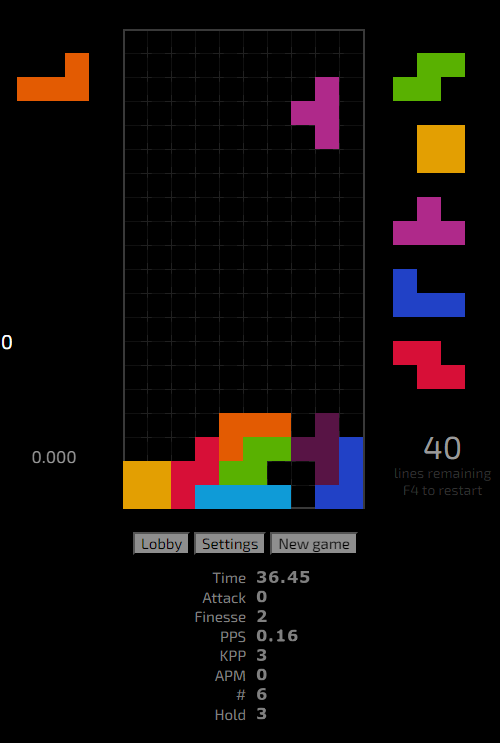 0
0.000
40
lines remaining
F4 to restart
Lobby Settings New game
Time 36.45
Attack 0
Finesse 2
PPS 0.16
KPP 3
APM 0
# 6
Hold 3